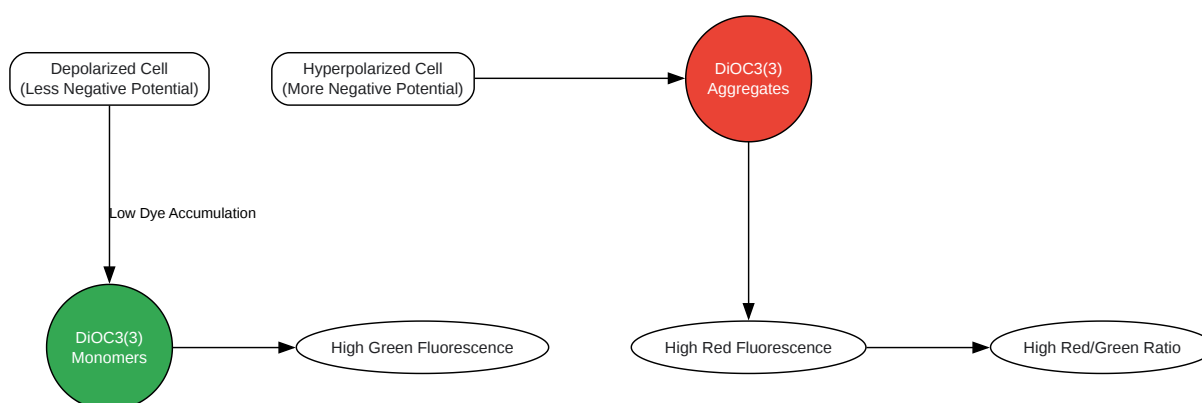 Depolarized Cell
(Less Negative Potential)
Hyperpolarized Cell
(More Negative Potential)
DiOC3(3)
Aggregates
Low Dye Accumulation
DiOC3(3)
Monomers
High Green Fluorescence
High Red Fluorescence
High Red/Green Ratio